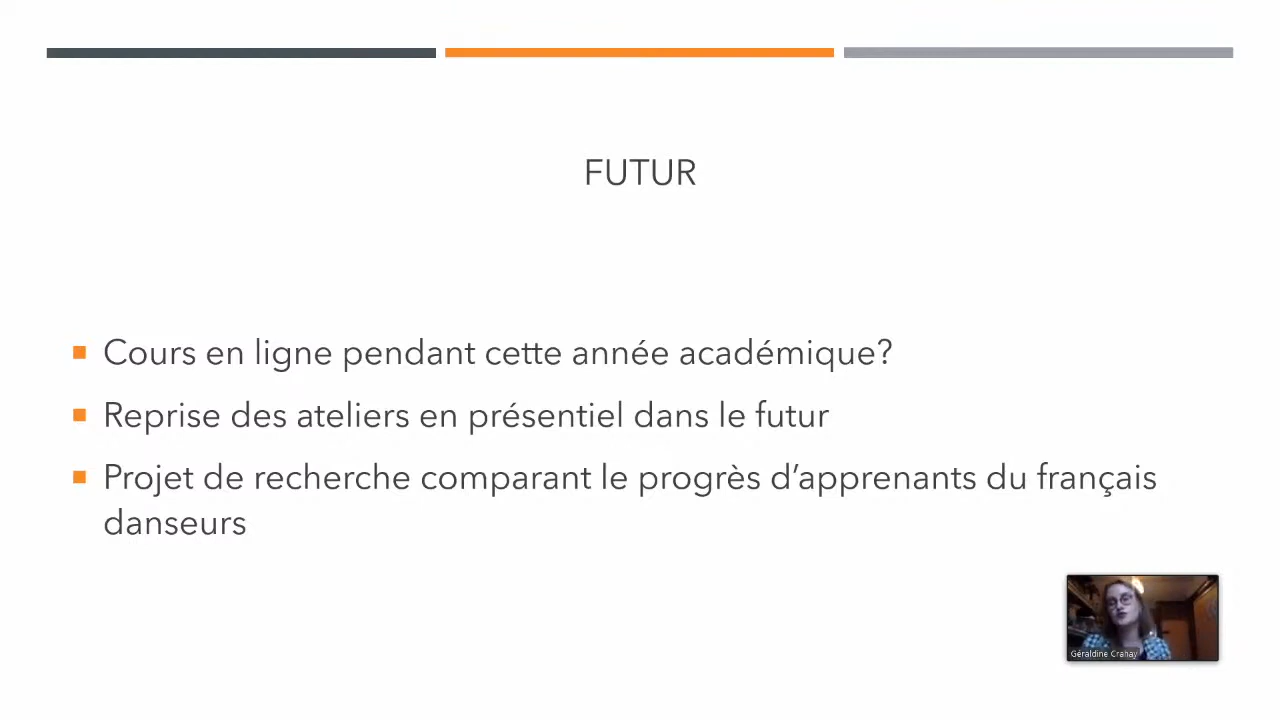 FUTUR
Cours en ligne pendant cette année académique?
Reprise des ateliers en présentiel dans le futur
Projet de recherche comparant le progrès d’apprenants du français
danseurs
Géraldine Crahay